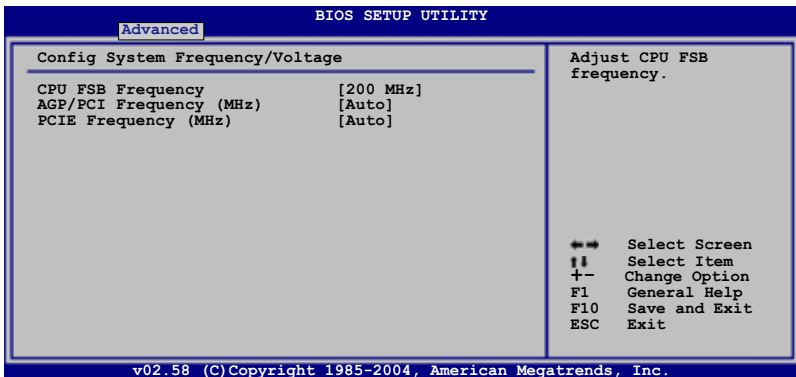 BIOS SETUP UTILITY
Advanced
Config System Frequency/Voltage
CPU FSB Frequency [200 MHz]
AGP/PCI Frequency (MHz) [Auto]
PCIE Frequency (MHz) [Auto]
Adjust CPU FSB
frequency.
←→ Select Screen
↑↓ Select Item
+- Change Option
F1 General Help
F10 Save and Exit
ESC Exit
v02.58 (C)Copyright 1985-2004, American Megatrends, Inc.